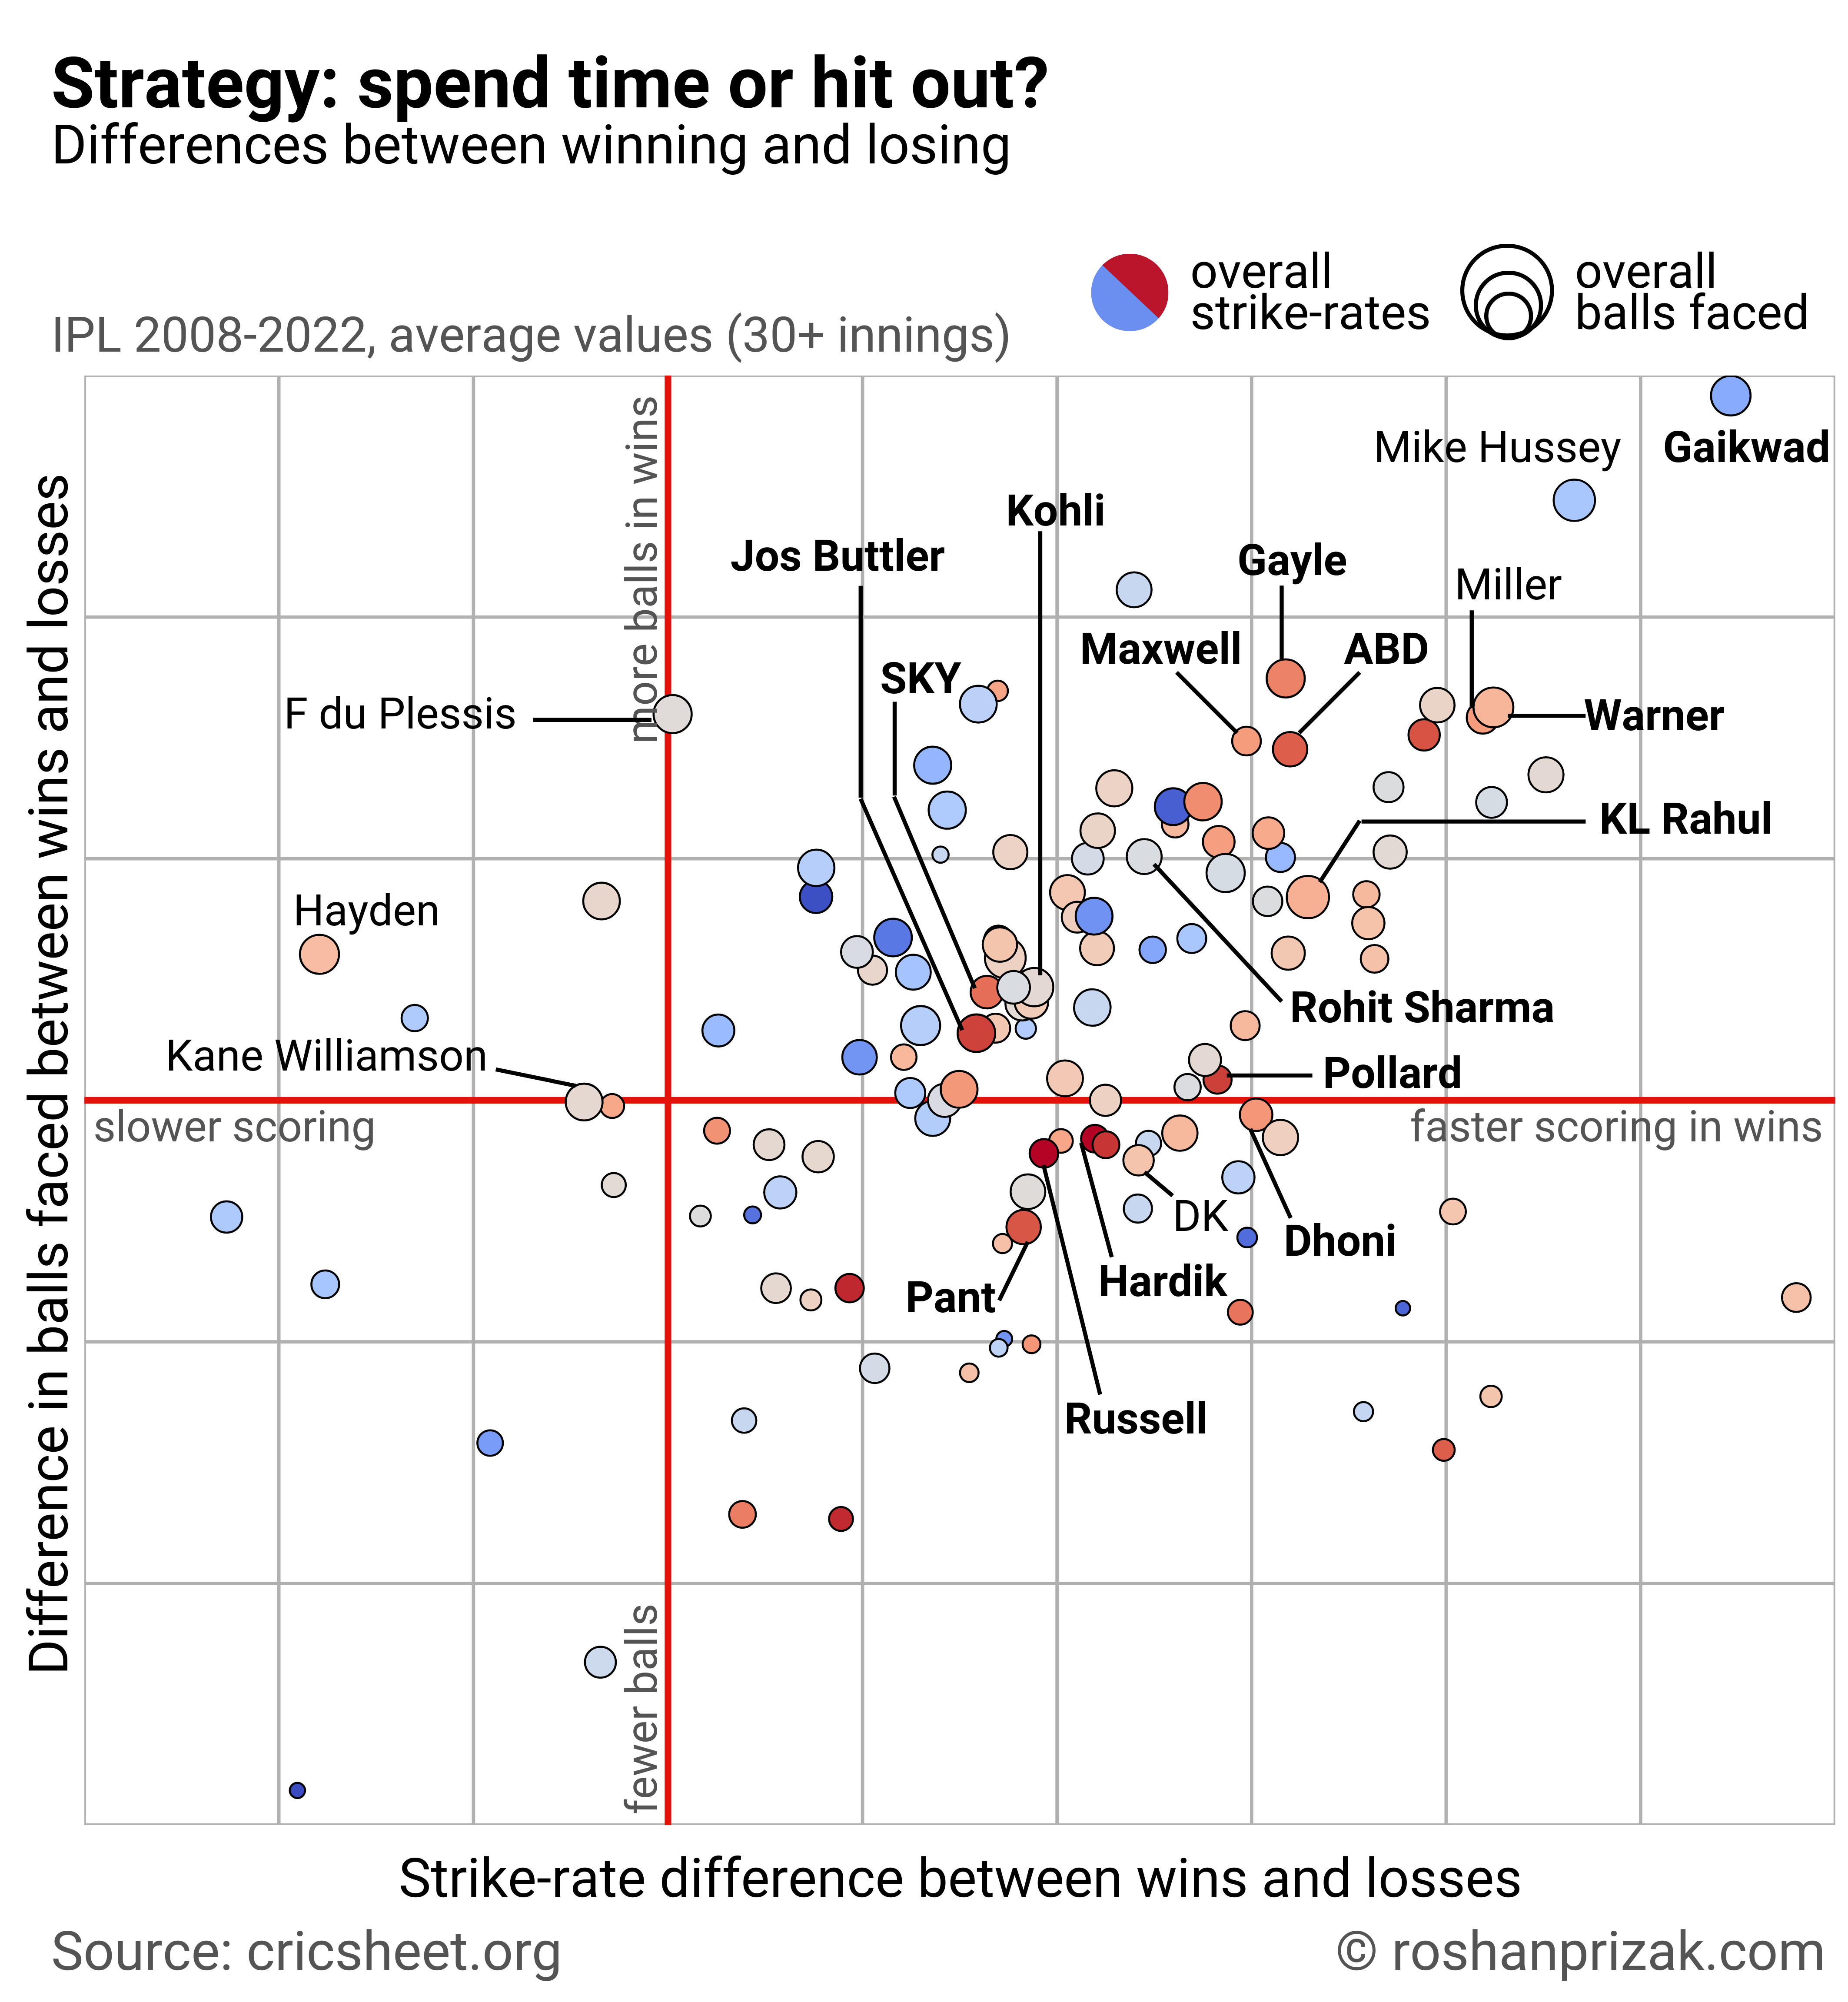 Strategy: spend time or hit out?
Differences between winning and losing
overall
strike-rates
overall
balls faced
IPL 2008-2022, average values (30+ innings)
more balls in wins
Gaikwad
Mike Hussey
Kohli
Jos Buttler
Gayle
Miller
Maxwell
ABD
SKY
F du Plessis
Warner
KL Rahul
Hayden
Rohit Sharma
Kane Williamson
Pollard
slower scoring
faster scoring in wins
DK
Dhoni
Hardik
Pant
Russell
fewer balls
Difference in balls faced between wins and losses
Strike-rate difference between wins and losses
Source: cricsheet.org
© roshanprizak.com